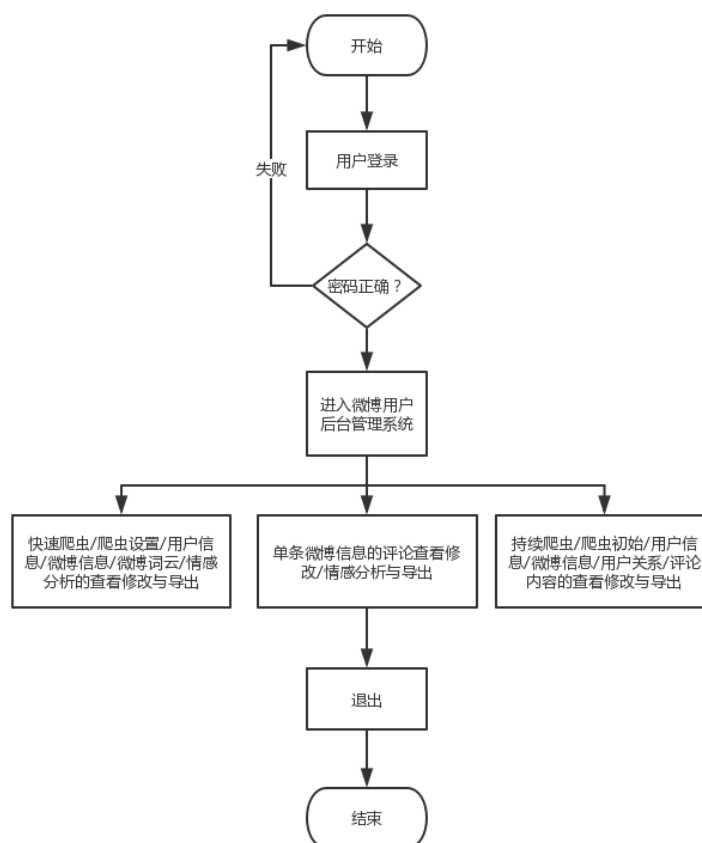 开始
失败
用户登录
密码正确？
进入微博用户
后台管理系统
快速爬虫/爬虫设置/用户信
息/微博信息/微博词云/情感
分析的查看修改与导出
单条微博信息的评论查看修
改/情感分析与导出
持续爬虫/爬虫初始/用户信
息/微博信息/用户关系/评论
内容的查看修改与导出
退出
结束